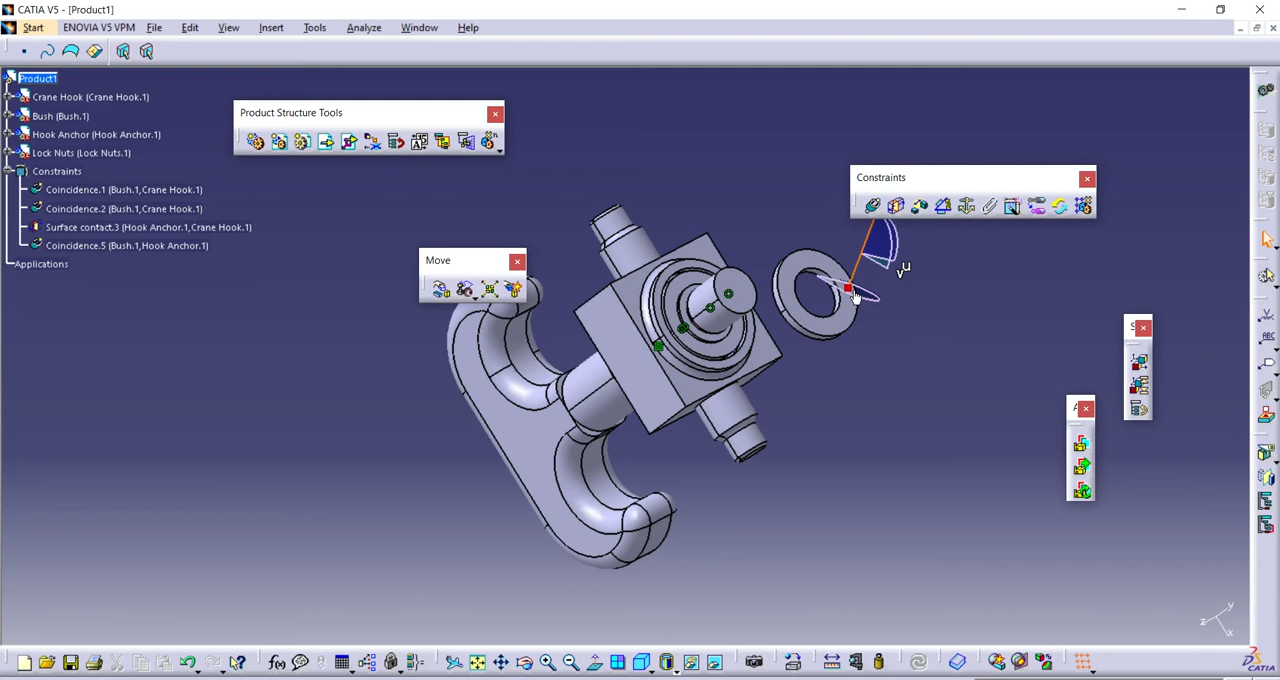 CATIA V5 - [Product1]
Start ENOVIA V5 VPM File Edit View Insert Tools Analyze Window Help
Product1
Crane Hook (Crane Hook.1)
Bush (Bush.1)
Hook Anchor (Hook Anchor.1)
Lock Nuts (Lock Nuts.1)
Constraints
Coincidence.1 (Bush.1,Crane Hook.1)
Coincidence.2 (Bush.1,Crane Hook.1)
Surface contact.3 (Hook Anchor.1,Crane Hook.1)
Coincidence.5 (Bush.1,Hook Anchor.1)
Applications
Product Structure Tools
Constraints
Move
v u
ABC
y
z
x
f(x)
CATIA